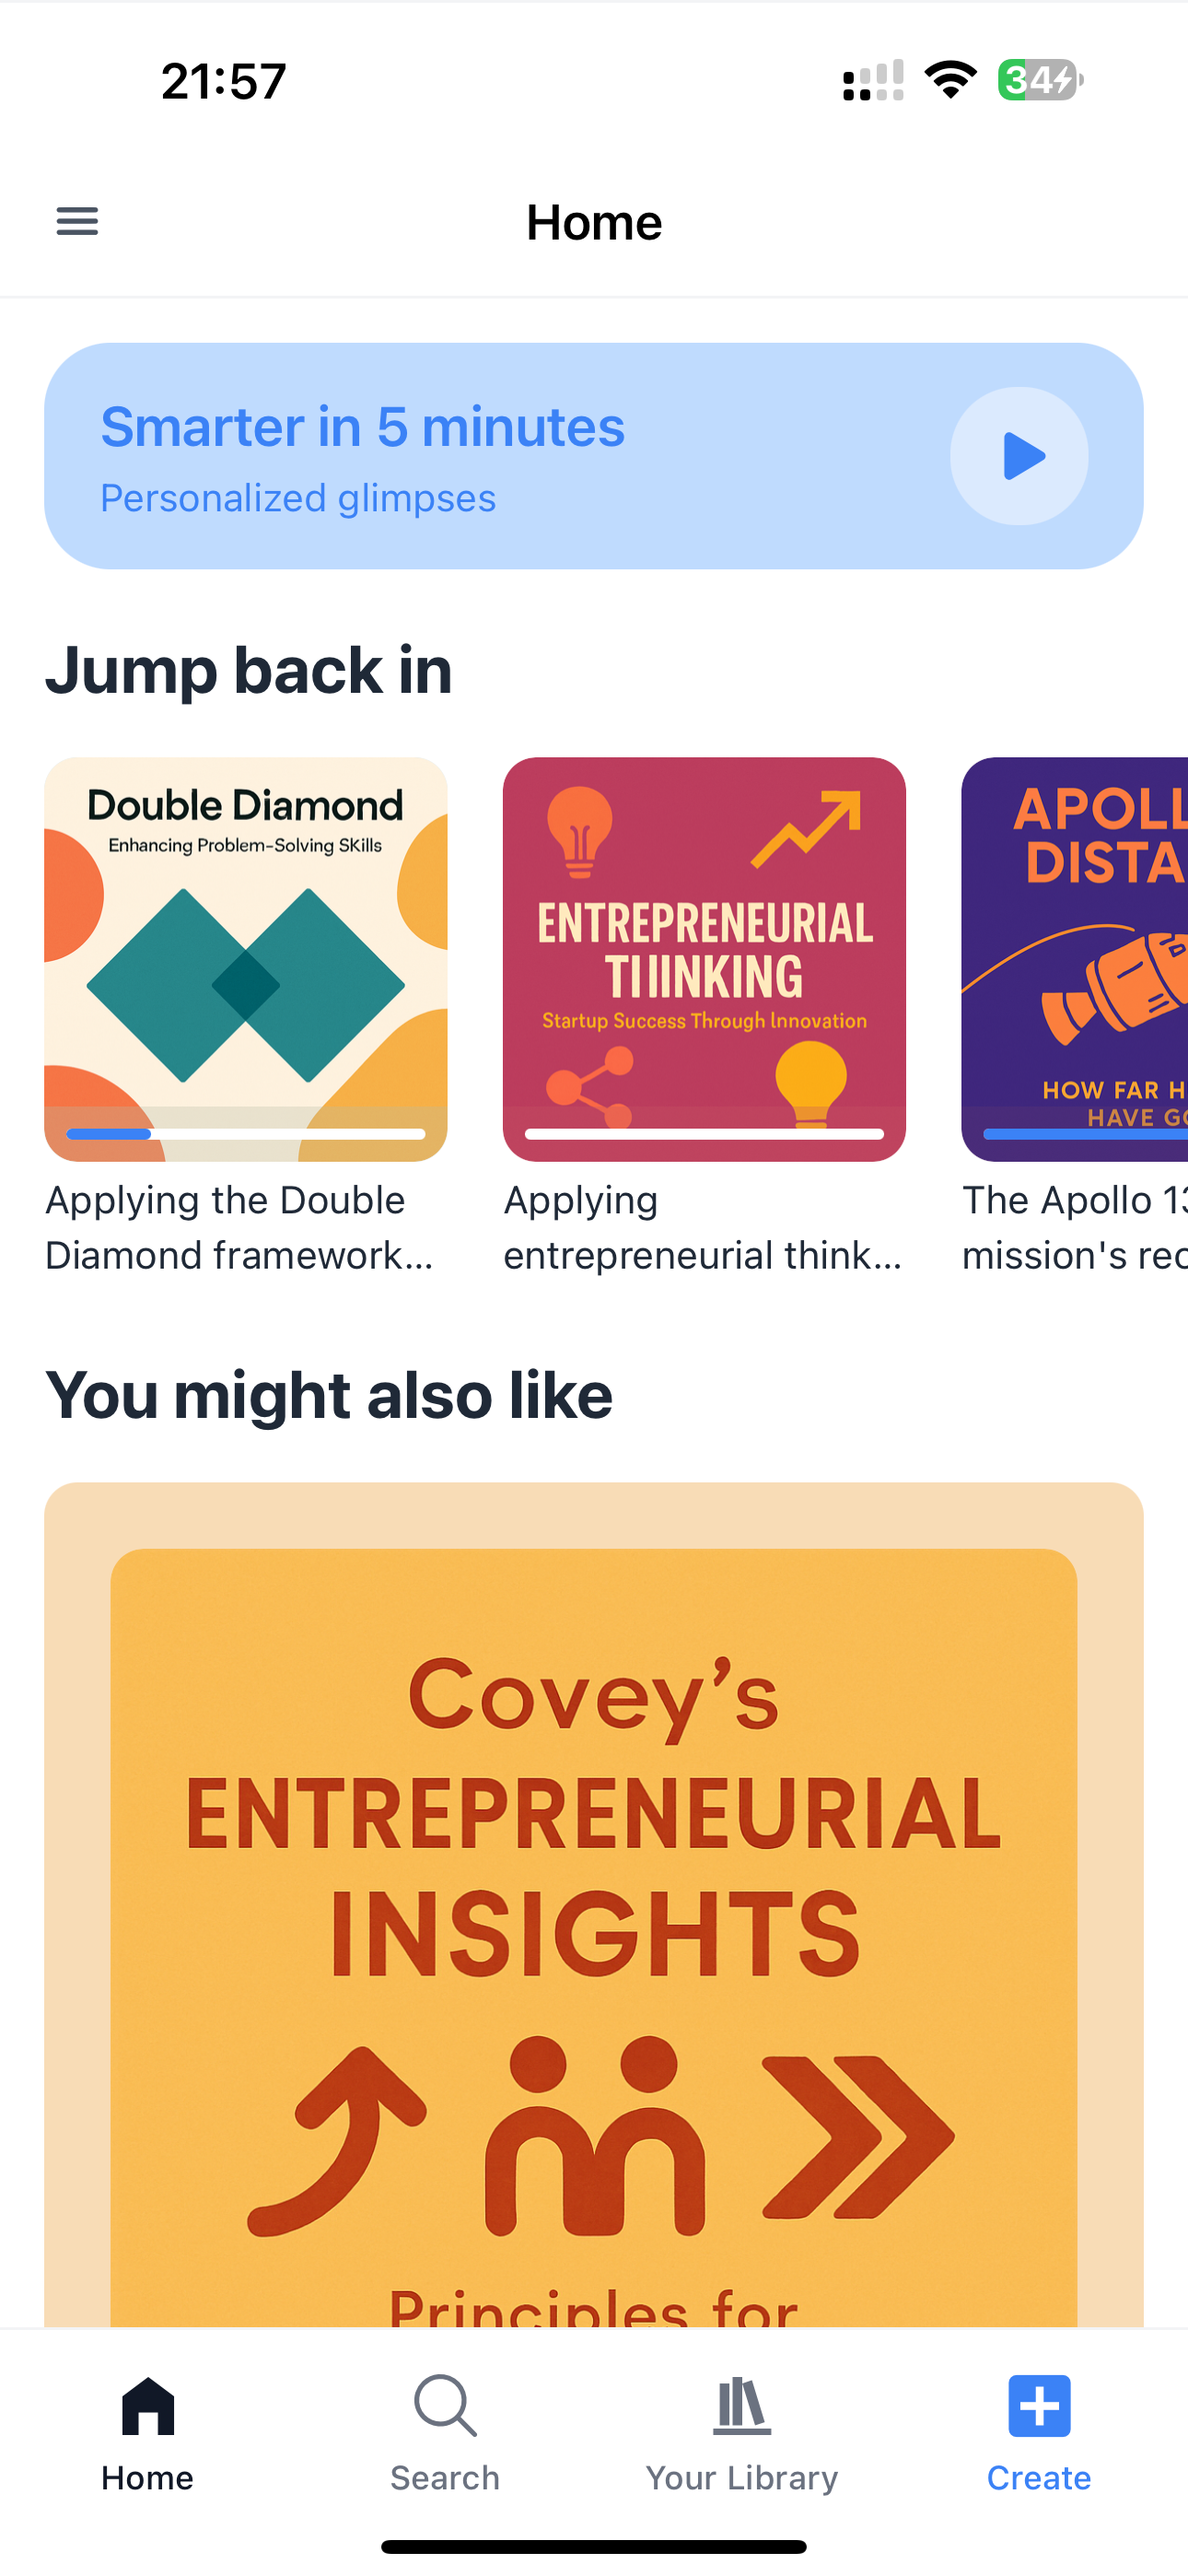 21:57
34
Home
Smarter in 5 minutes
Personalized glimpses
Jump back in
Double Diamond
Enhancing Problem-Solving SKills
ENTREPRENEURIAL
TIIINKING
Startup Success Through Innovation
APOLL
DISTA
HOW FAR H
HAVE GO
Applying the Double
Diamond framework...
Applying
entrepreneurial think...
The Apollo 13
mission's rec
You might also like
Covey's
ENTREPRENEURIAL
INSIGHTS
Principles for
Home
Search
Your Library
Create